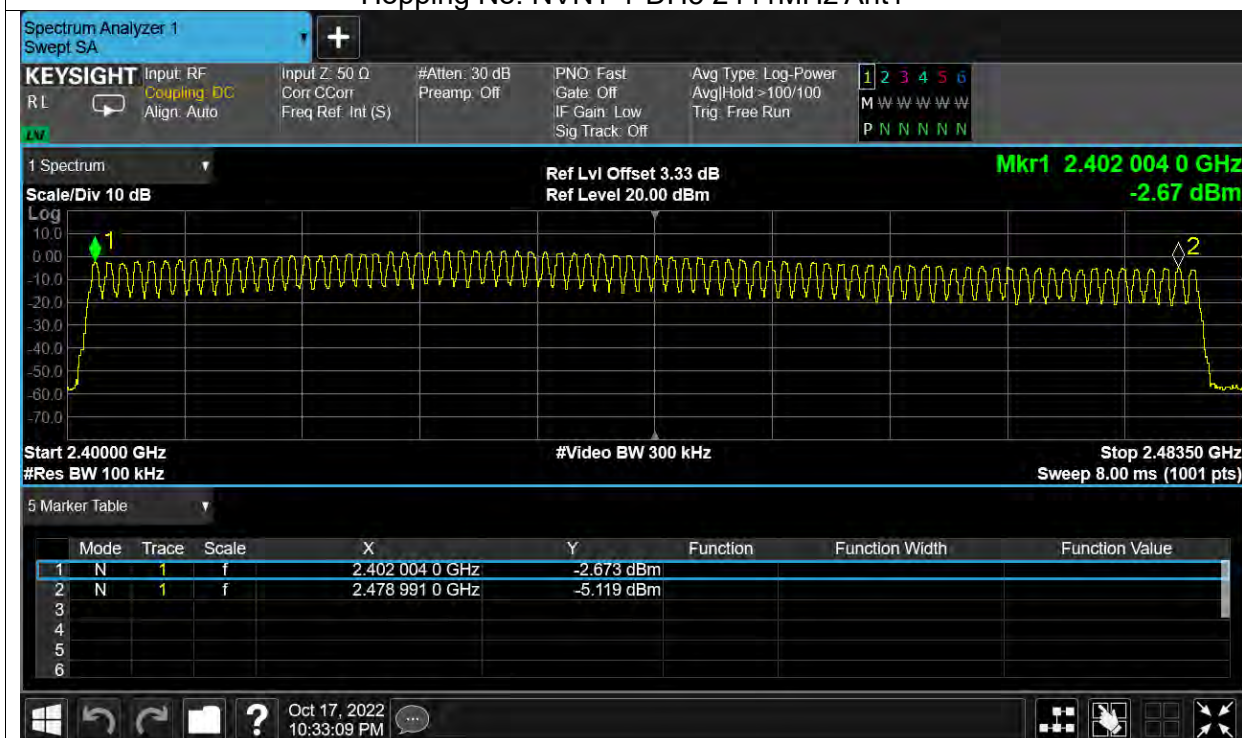 Spectrum Analyzer 1
Swept SA
+
KEYSIGHT Input: RF Input Z: 50 Ω #Atten: 30 dB PNO: Fast Avg Type: Log-Power 1 2 3 4 5 6
RL Coupling: DC Corr CCorr Preamp: Off Gate: Off Avg|Hold >100/100 M W W W W W W
Align: Auto Freq Ref: Int (S) IF Gain: Low Trig: Free Run
Sig Track: Off P N N N N N N
1 Spectrum Ref Lvl Offset 3.33 dB Mkr1 2.402 004 0 GHz
Scale/Div 10 dB Ref Level 20.00 dBm -2.67 dBm
Log
10.0
0.00
-10.0
-20.0
-30.0
-40.0
-50.0
-60.0
-70.0
1
2
Start 2.40000 GHz #Video BW 300 kHz Stop 2.48350 GHz
#Res BW 100 kHz Sweep 8.00 ms (1001 pts)
5 Marker Table
Mode Trace Scale X Y Function Function Width Function Value
1 N 1 f 2.402 004 0 GHz -2.673 dBm
2 N 1 f 2.478 991 0 GHz -5.119 dBm
3
4
5
6
? Oct 17, 2022
10:33:09 PM